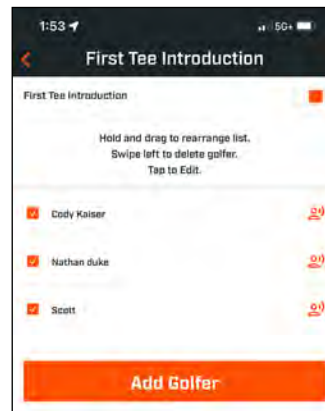 1:53
5G+
First Tee Introduction
First Tee Introduction
Hold and drag to rearrange list.
Swipe left to delete golfer.
Tap to Edit.
Cody Kaiser
Nathan duke
Scott
Add Golfer